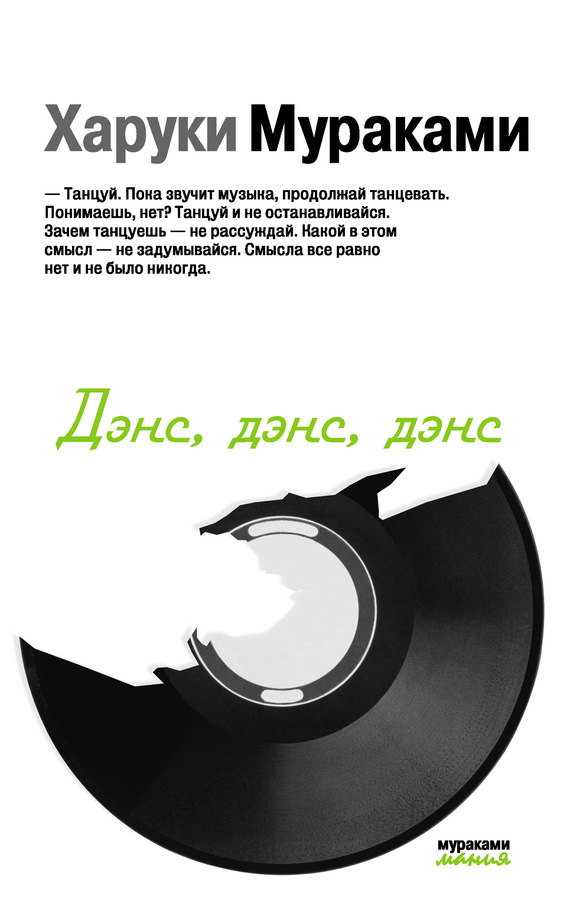 Харуки Мураками
— Танцуй. Пока звучит музыка, продолжай танцевать.
Понимаешь, нет? Танцуй и не останавливайся.
Зачем танцуешь — не рассуждай. Какой в этом
смысл — не задумывайся. Смысла все равно
нет и не было никогда.
Дэнс, дэнс, дэнс
мураками
мания